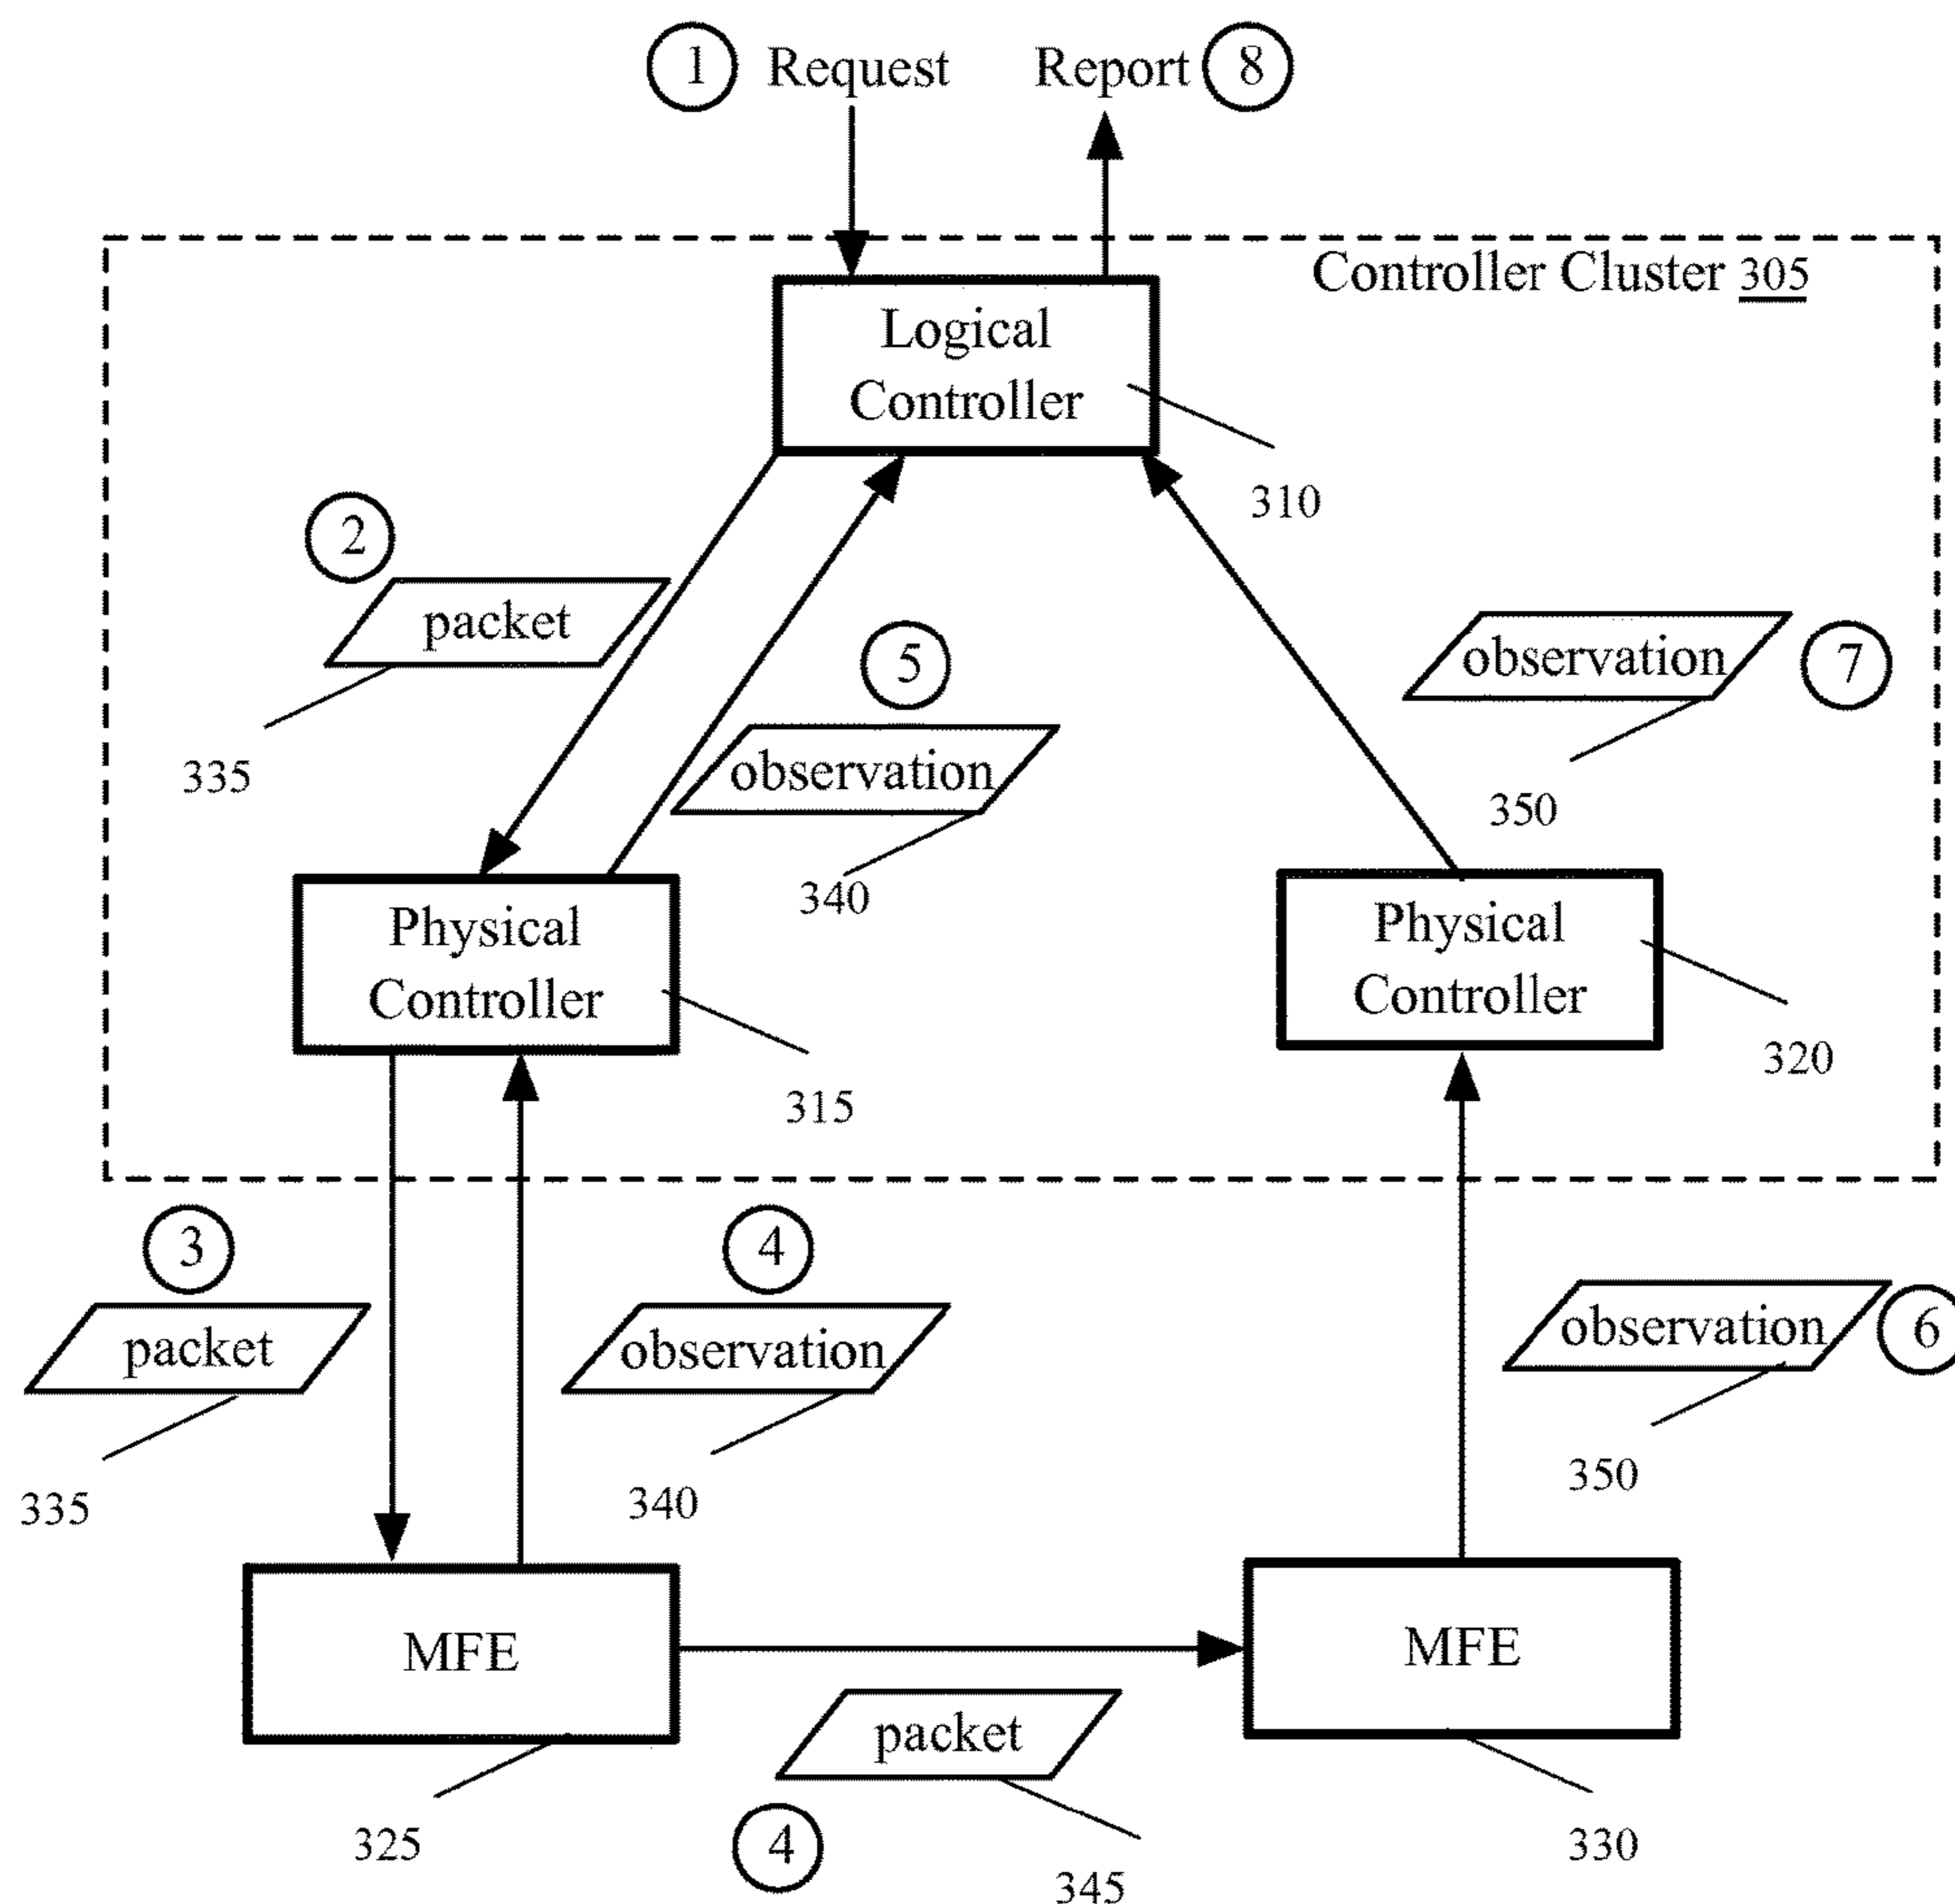 1 Request Report 8
Controller Cluster 305
Logical
Controller
310
2
packet
335
5
observation
340
observation 7
350
Physical
Controller
315
Physical
Controller
320
3
packet
335
4
observation
340
observation 6
350
MFE
325
MFE
330
packet
4
345